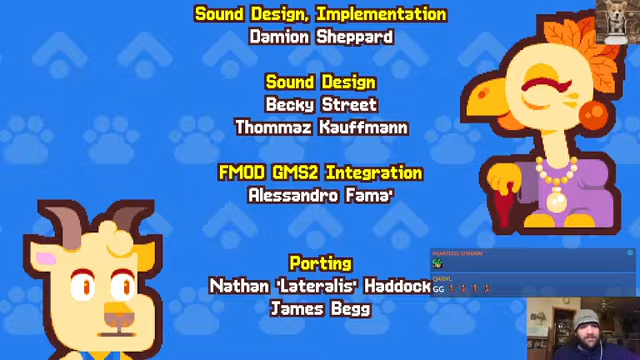 Sound Design, Implementation
Damion Sheppard
Sound Design
Becky Street
Thommaz Kauffmann
FMOD GMS2 Integration
Alessandro Fama'
Porting
Nathan 'Lateralis' Haddock
James Begg
GG